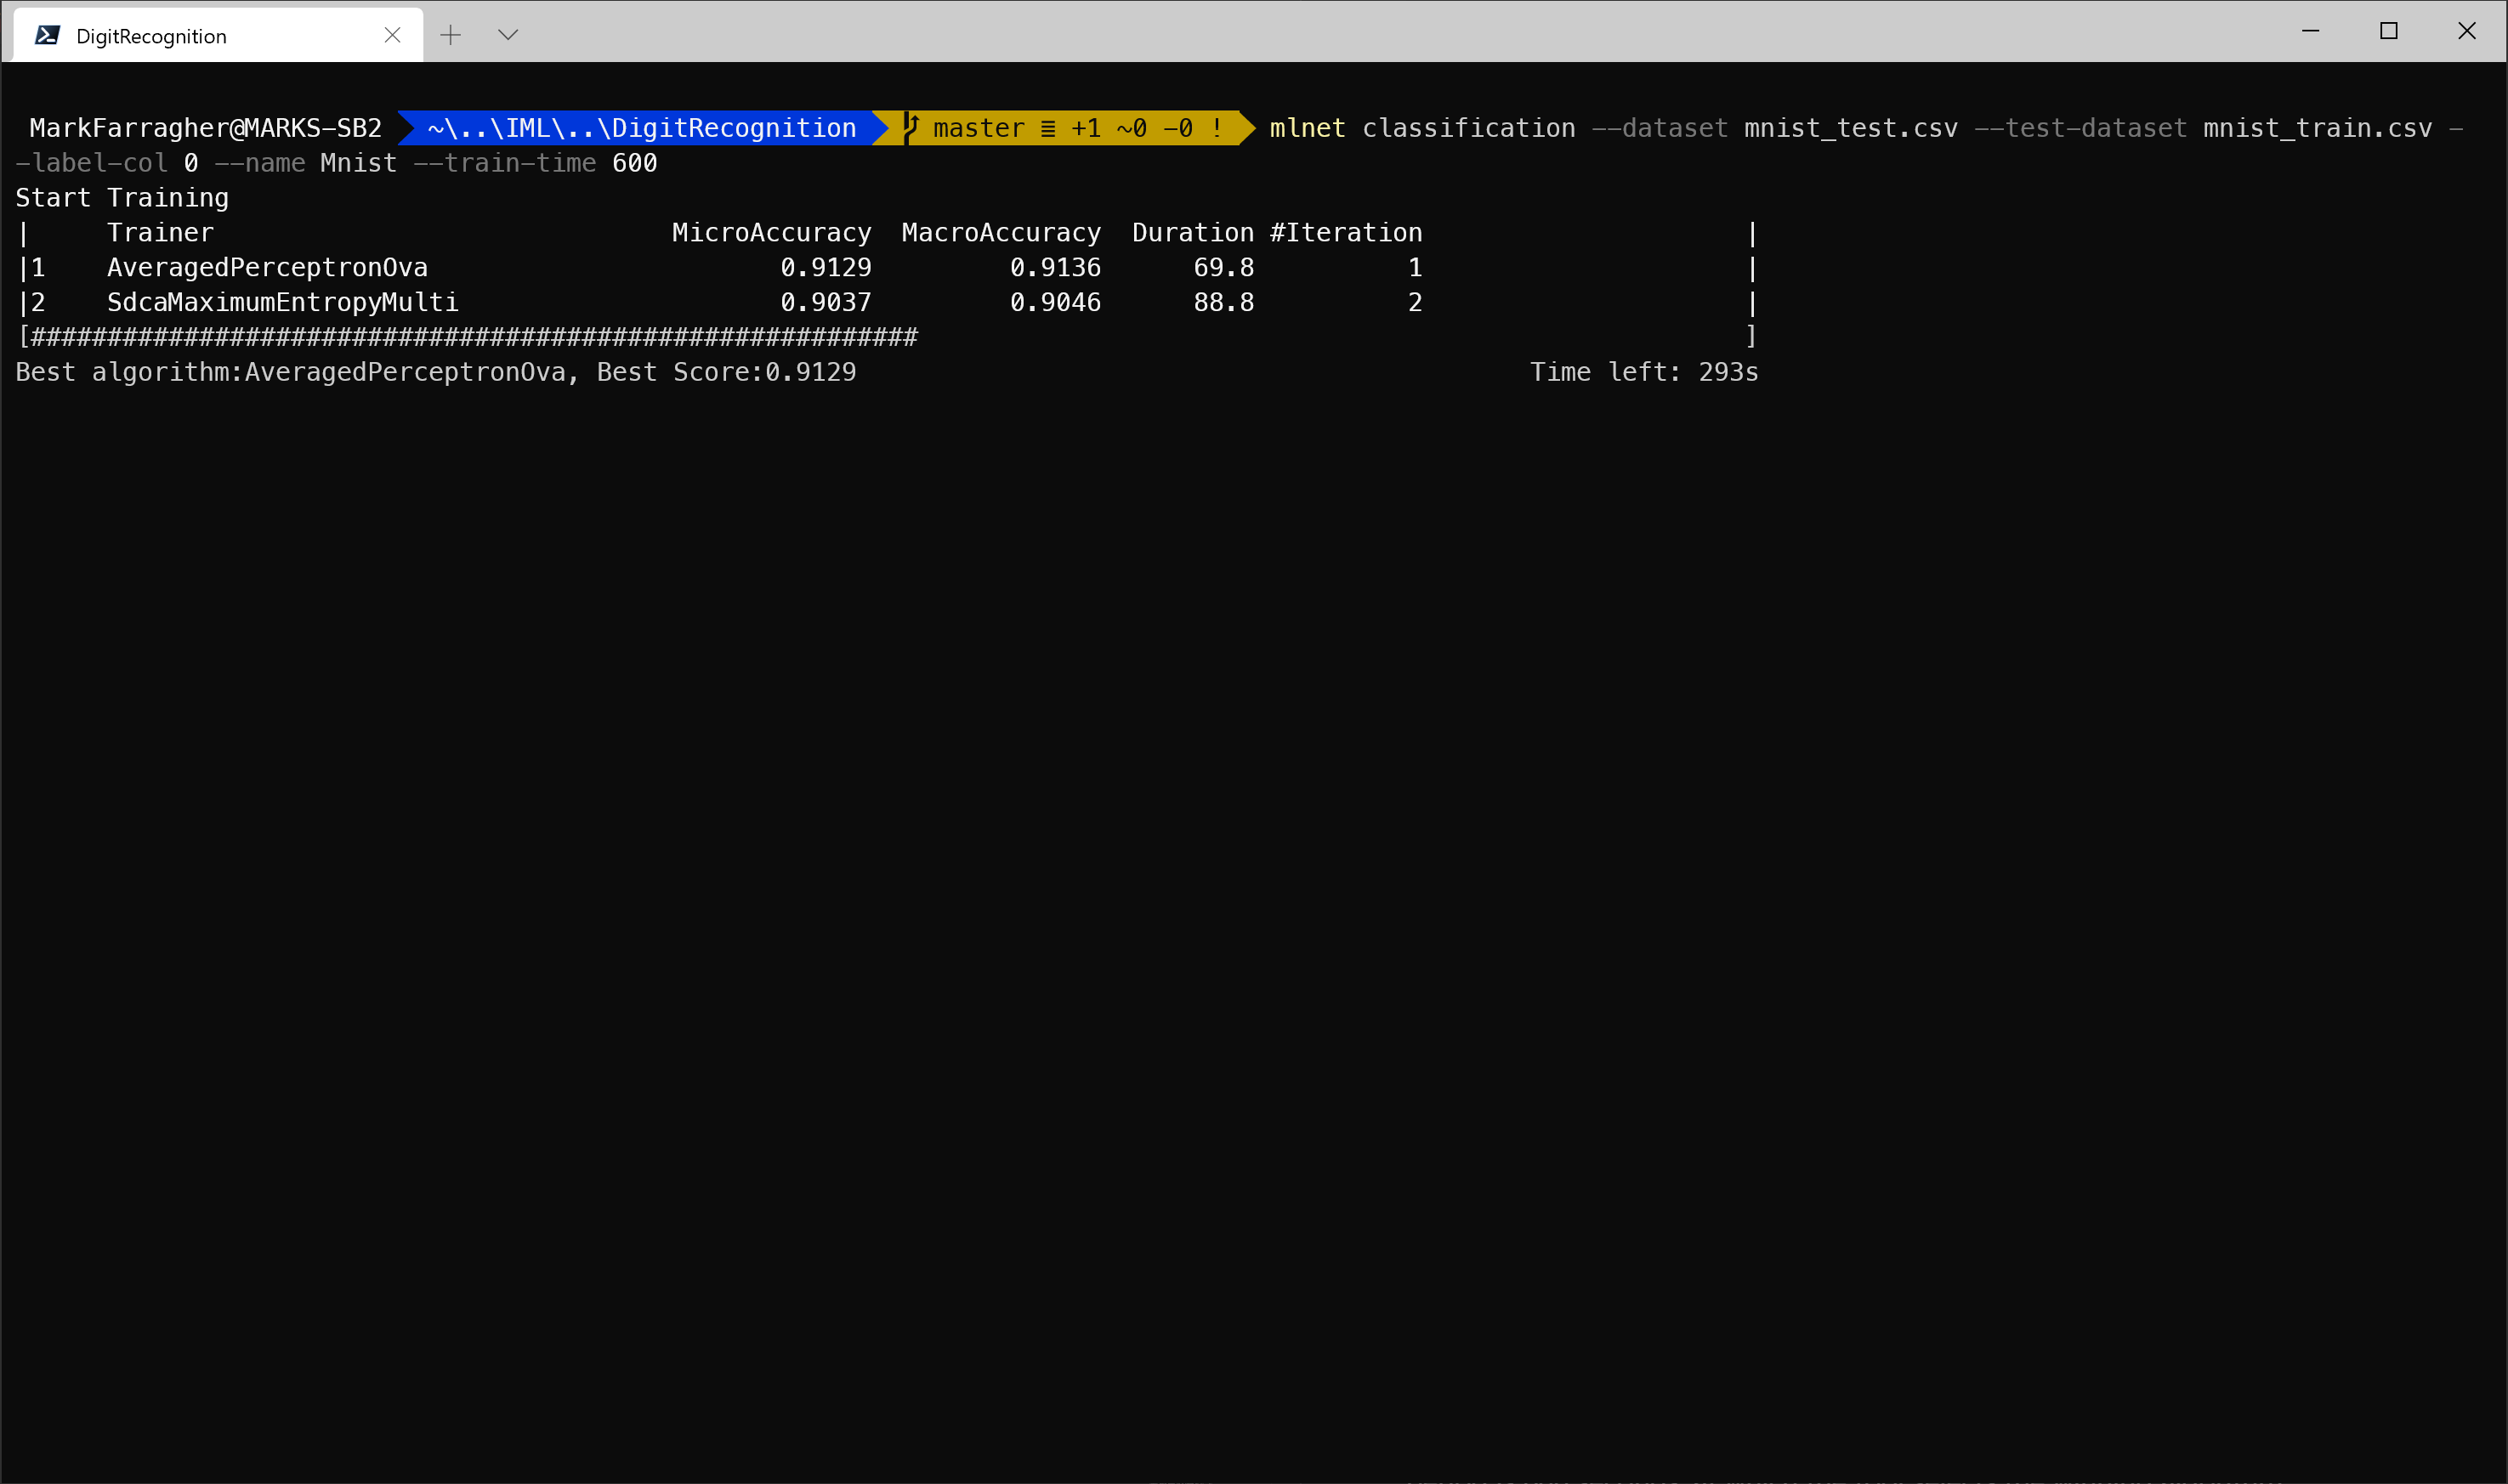 DigitRecognition
MarkFarragher@MARKS-SB2 ~\..\IML\..\DigitRecognition master ≡ +1 ~0 -0 ! mlnet classification --dataset mnist_test.csv --test-dataset mnist_train.csv -
-label-col 0 --name Mnist --train-time 600
Start Training
|     Trainer                              MicroAccuracy  MacroAccuracy  Duration #Iteration                     |
|1    AveragedPerceptronOva                       0.9129         0.9136      69.8          1                     |
|2    SdcaMaximumEntropyMulti                     0.9037         0.9046      88.8          2                     |
[##########################################################                                                      ]
Best algorithm:AveragedPerceptronOva, Best Score:0.9129                                            Time left: 293s